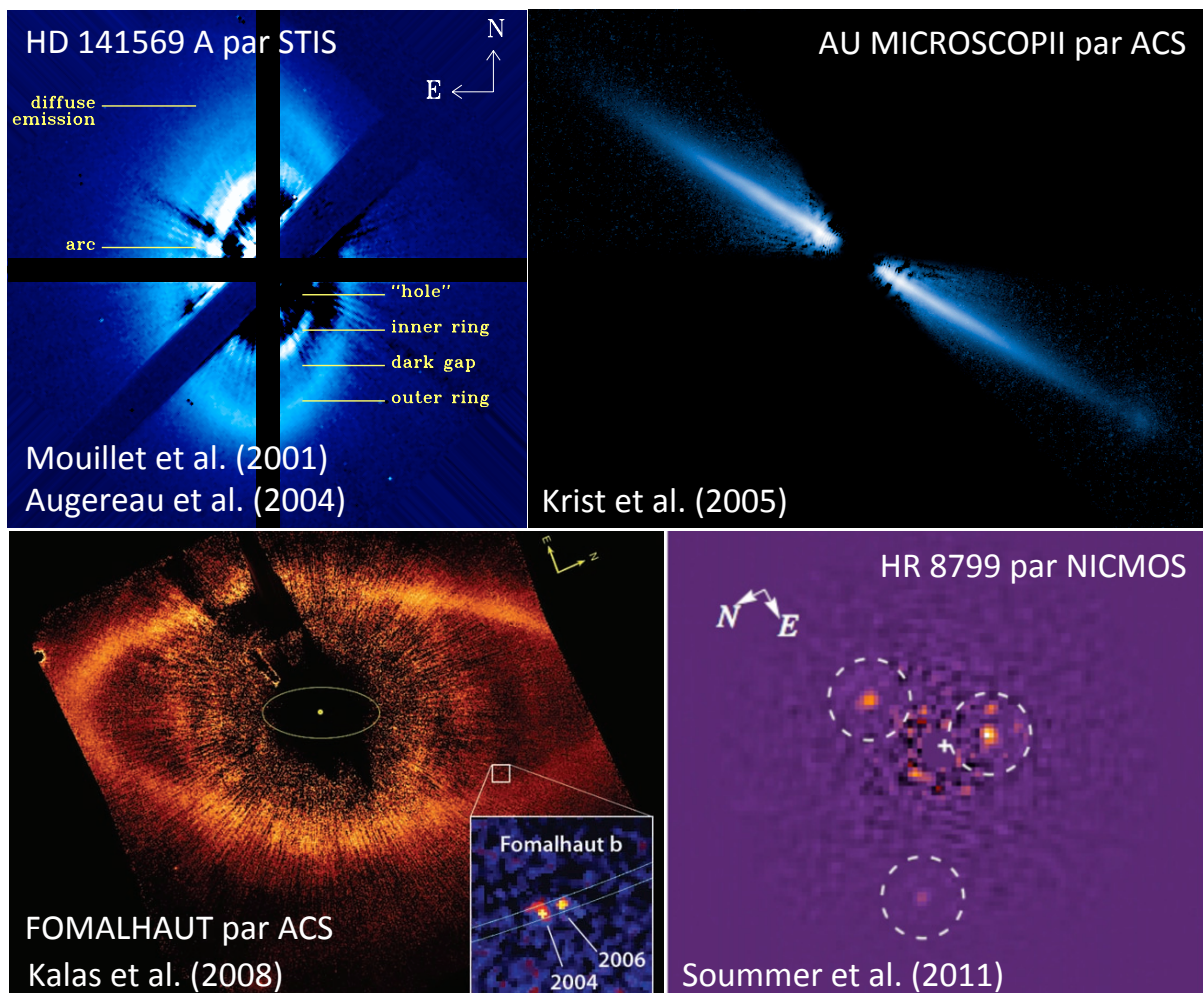 HD 141569 A par STIS
N
E
diffuse
emission
arc
"hole"
inner ring
dark gap
outer ring
Mouillet et al. (2001)
Augereau et al. (2004)
AU MICROSCOPII par ACS
Krist et al. (2005)
E
N
Fomalhaut b
2006
2004
FOMALHAUT par ACS
Kalas et al. (2008)
HR 8799 par NICMOS
N
E
Soummer et al. (2011)